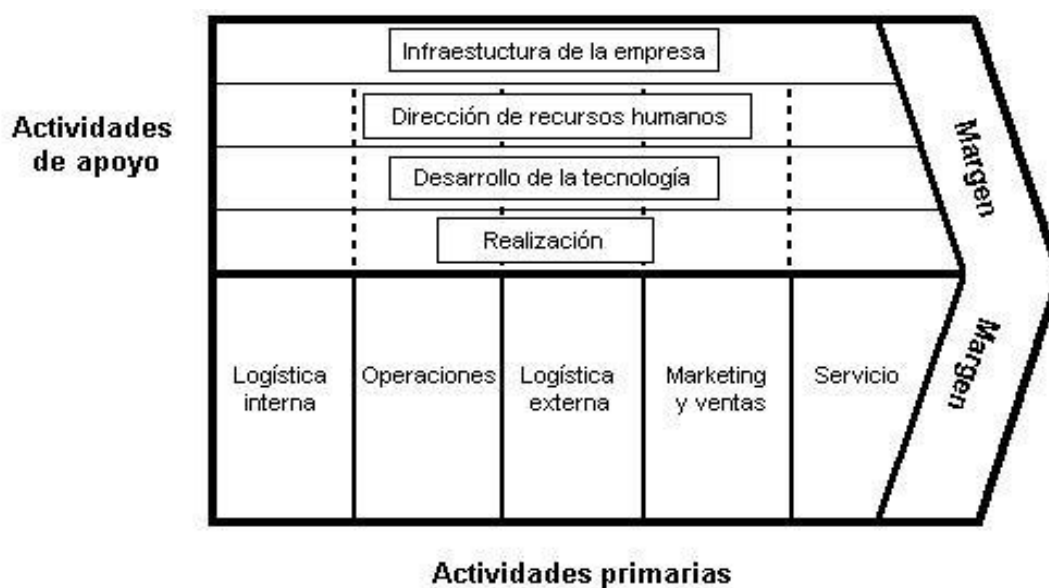 Infraestuctura de la empresa
Dirección de recursos humanos
Desarrollo de la tecnología
Realización
Actividades
de apoyo
Margen
Margen
Logística
interna
Operaciones
Logística
externa
Marketing
y ventas
Servicio
Actividades primarias